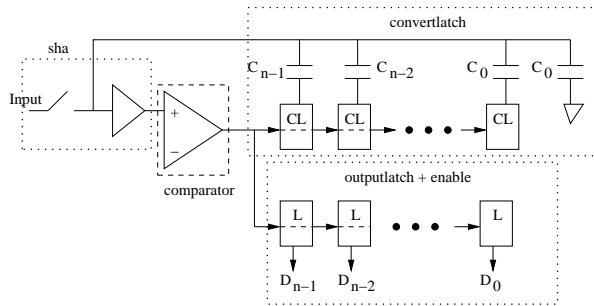 convertlatch
sha
C n−1 C n−2 C 0 C 0
Input
CL CL CL
+
−
comparator
outputlatch + enable
L L L
D n−1 D n−2 D 0